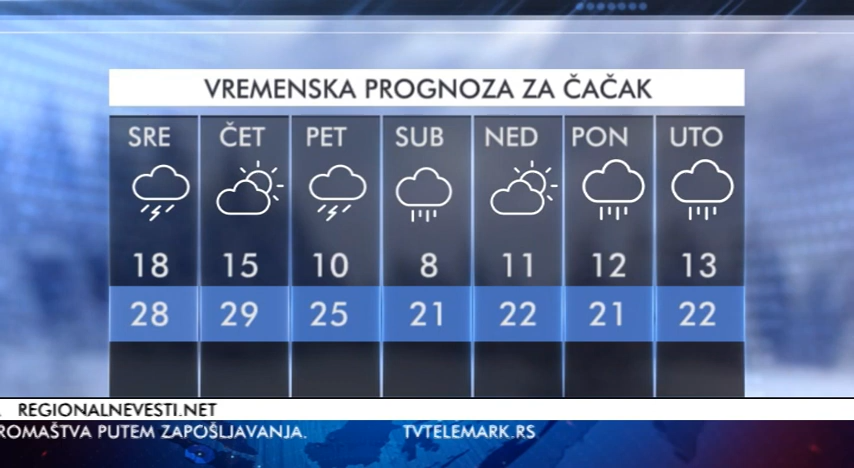 VREMENSKA PROGNOZA ZA ČAČAK
SRE ČET PET SUB NED PON UTO
18 15 10 8 11 12 13
28 29 25 21 22 21 22
REGIONALNEVESTI.NET
PUTEM ZAPOŠLJAVANJA. TVTELEMARK.RS